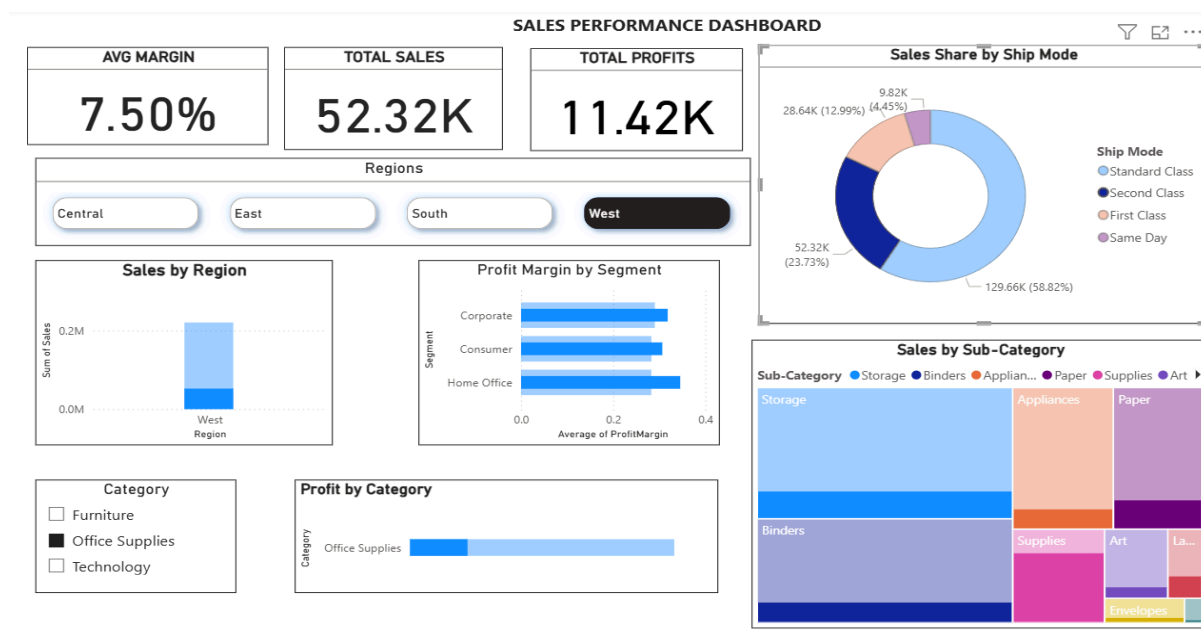 SALES PERFORMANCE DASHBOARD
AVG MARGIN
7.50%
TOTAL SALES
52.32K
TOTAL PROFITS
11.42K
Regions
Central
East
South
West
Sales Share by Ship Mode
9.82K
(4.45%)
28.64K (12.99%)
52.32K
(23.73%)
129.66K (58.82%)
Ship Mode
Standard Class
Second Class
First Class
Same Day
Sales by Region
Sum of Sales
0.2M
0.0M
West
Region
Profit Margin by Segment
Segment
Corporate
Consumer
Home Office
0.0 0.2 0.4
Average of ProfitMargin
Category
Furniture
Office Supplies
Technology
Profit by Category
Category
Office Supplies
Sales by Sub-Category
Sub-Category Storage Binders Applian... Paper Supplies Art
Storage
Appliances
Paper
Binders
Supplies
Art
La...
Envelopes